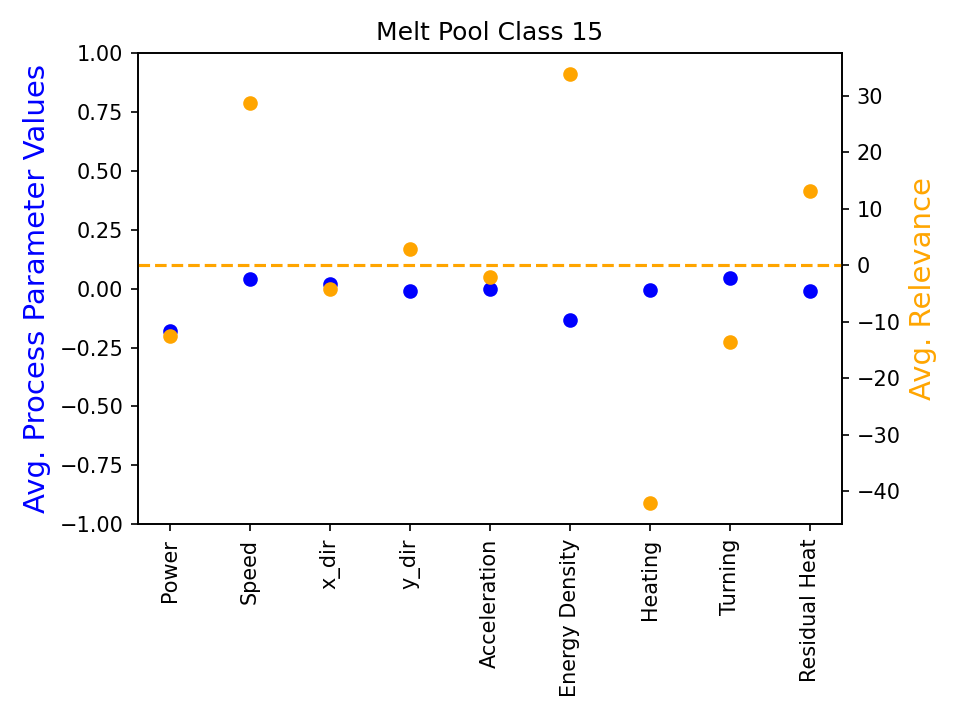 Melt Pool Class 15
Avg. Process Parameter Values
1.00
0.75
0.50
0.25
0.00
−0.25
−0.50
−0.75
−1.00
30
20
10
0
−10
−20
−30
−40
Avg. Relevance
Power
Speed
x_dir
y_dir
Acceleration
Energy Density
Heating
Turning
Residual Heat